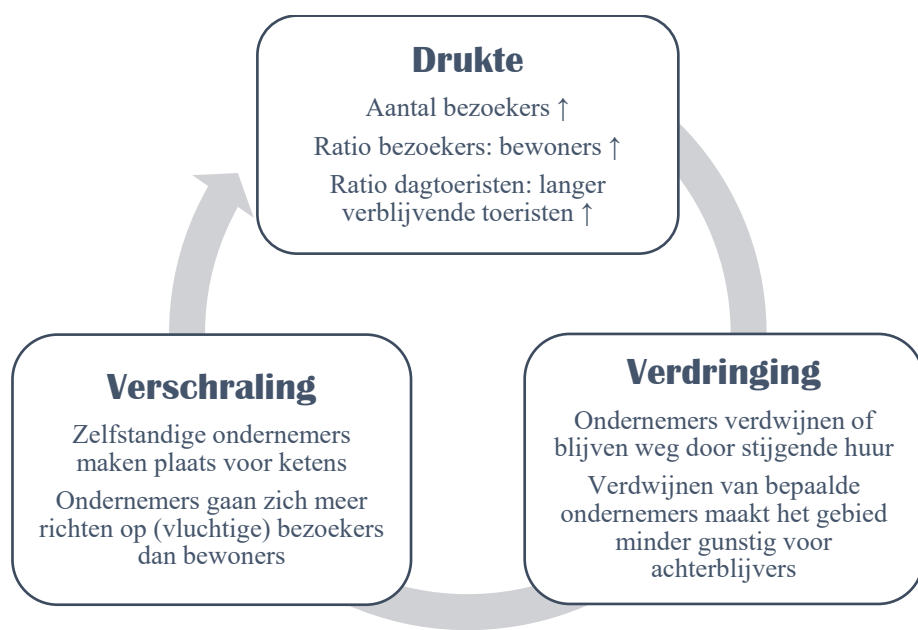 Drukte
Aantal bezoekers ↑
Ratio bezoekers: bewoners ↑
Ratio dagtoeristen: langer
verblijvende toeristen ↑
Verdringing
Ondernemers verdwijnen of
blijven weg door stijgende huur
Verdwijnen van bepaalde
ondernemers maakt het gebied
minder gunstig voor
achterblijvers
Verschraling
Zelfstandige ondernemers
maken plaats voor ketens
Ondernemers gaan zich meer
richten op (vluchtige) bezoekers
dan bewoners